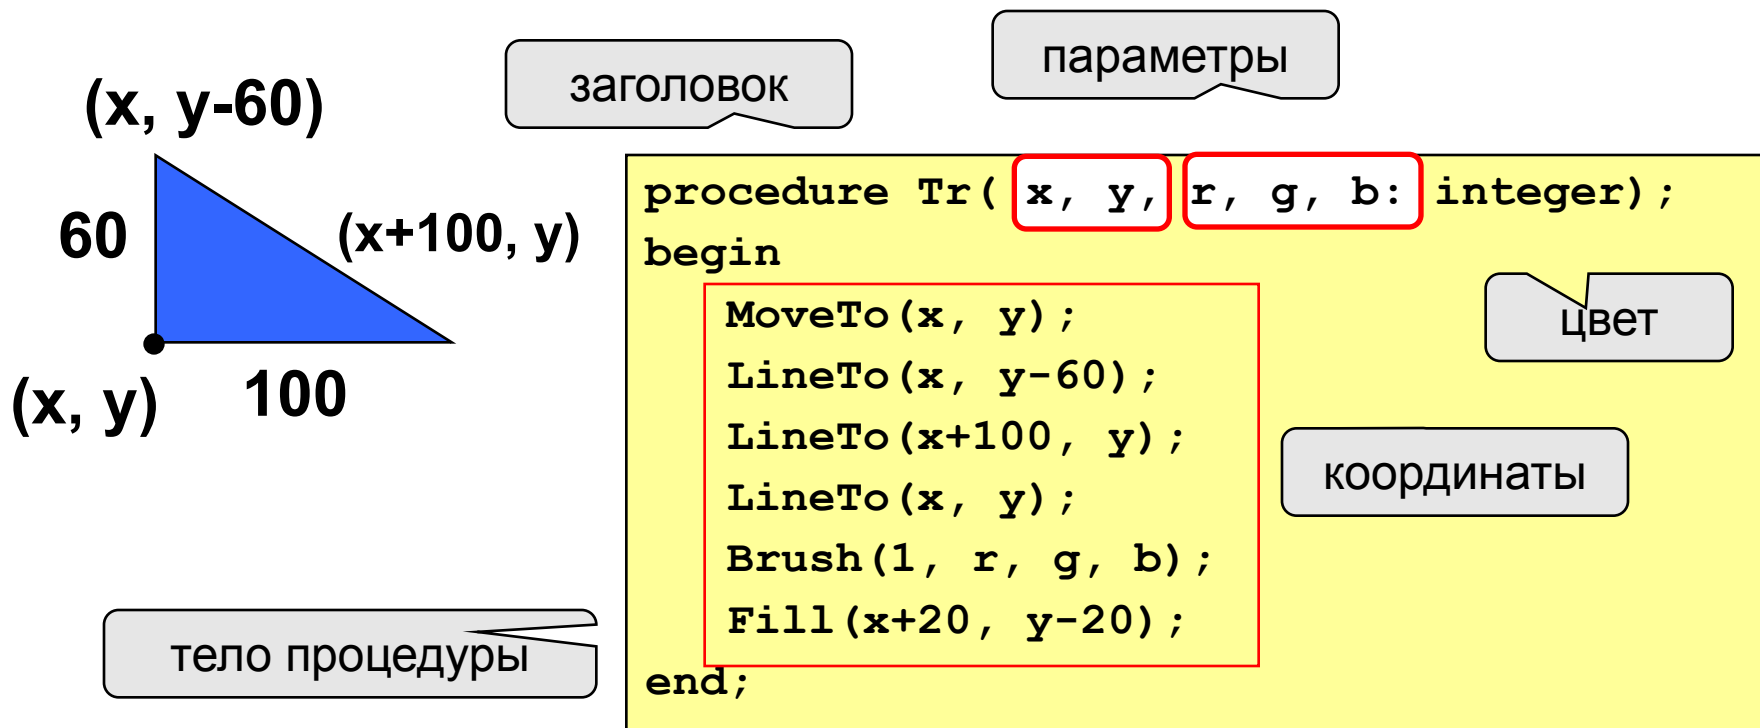 параметры
заголовок
(x, y-60)
60
(x+100, y)
(x, y)
100
procedure Tr( x, y, r, g, b: integer);
begin
MoveTo(x, y);
LineTo(x, y-60);
LineTo(x+100, y);
LineTo(x, y);
Brush(1, r, g, b);
Fill(x+20, y-20);
end;
цвет
координаты
тело процедуры